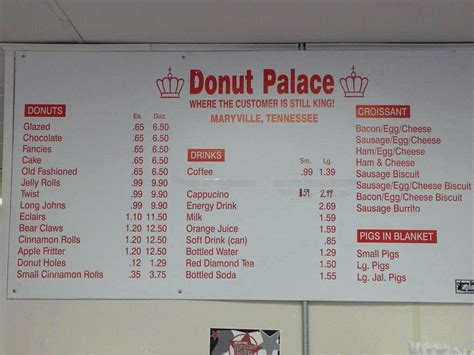 Donut Palace
WHERE THE CUSTOMER IS STILL KING!
MARYVILLE, TENNESSEE
DONUTS
Ea. Doz.
Glazed .65 6.50
Chocolate .65 6.50
Fancies .65 6.50
Cake .65 6.50
Old Fashioned .65 6.50
Jelly Rolls .99 9.90
Twist .99 9.90
Long Johns .99 9.90
Eclairs 1.10 11.50
Bear Claws 1.20 12.50
Cinnamon Rolls 1.20 12.50
Apple Fritter 1.20 12.50
Donut Holes .12 1.29
Small Cinnamon Rolls .35 3.75
DRINKS
Sm. Lg.
Coffee .99 1.39
Cappucino 1.59 2.19
Energy Drink 2.69
Milk 1.59
Orange Juice 1.59
Soft Drink (can) .85
Bottled Water 1.29
Red Diamond Tea 1.50
Bottled Soda 1.55
CROISSANT
Bacon/Egg/Cheese
Sausage/Egg/Cheese
Ham/Egg/Cheese
Ham & Cheese
Sausage Biscuit
Sausage/Egg/Cheese Biscuit
Bacon/Egg/Cheese Biscuit
Sausage Burrito
PIGS IN BLANKET
Small Pigs
Lg. Pigs
Lg. Jal. Pigs